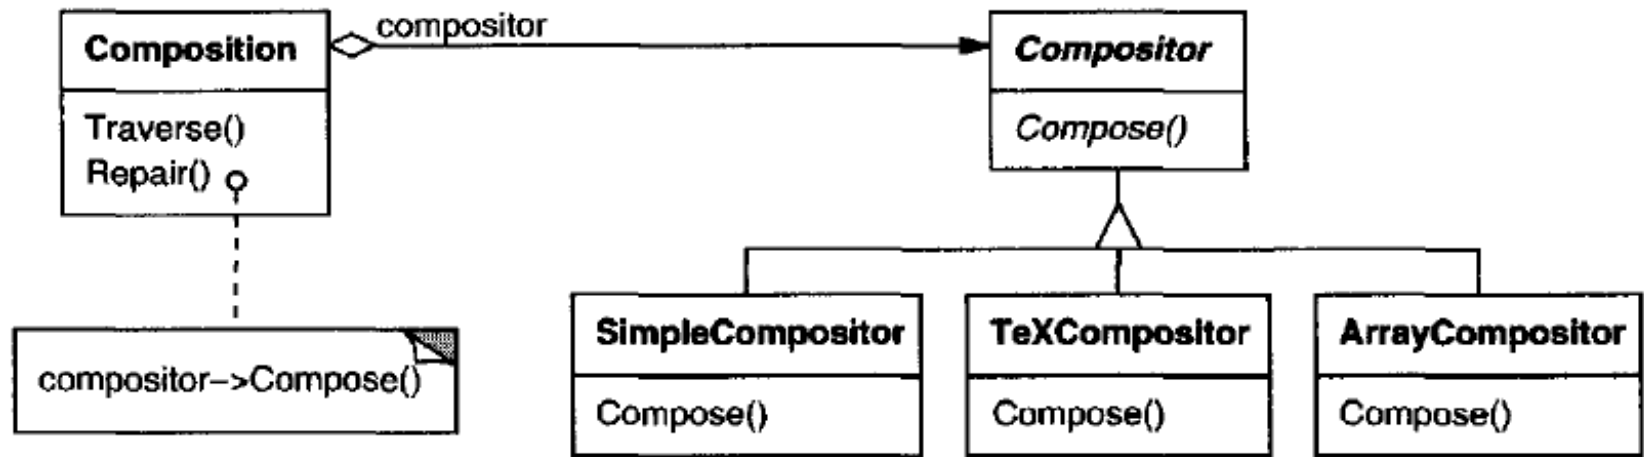 Composition
compositor
Compositor
Traverse()
Repair()
Compose()
compositor->Compose()
SimpleCompositor
TeXCompositor
ArrayCompositor
Compose()
Compose()
Compose()